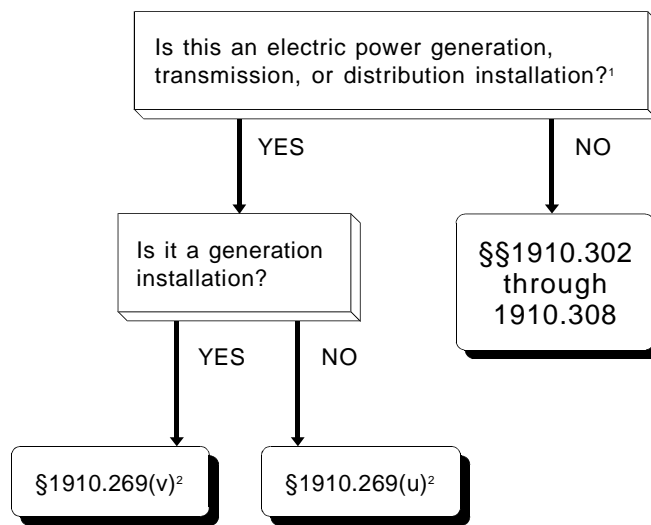 Is this an electric power generation,
transmission, or distribution installation?¹
YES
NO
Is it a generation
installation?
§§1910.302
through
1910.308
YES
NO
§1910.269(v)²
§1910.269(u)²